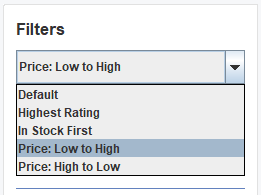 Filters
Price: Low to High
Default
Highest Rating
In Stock First
Price: Low to High
Price: High to Low